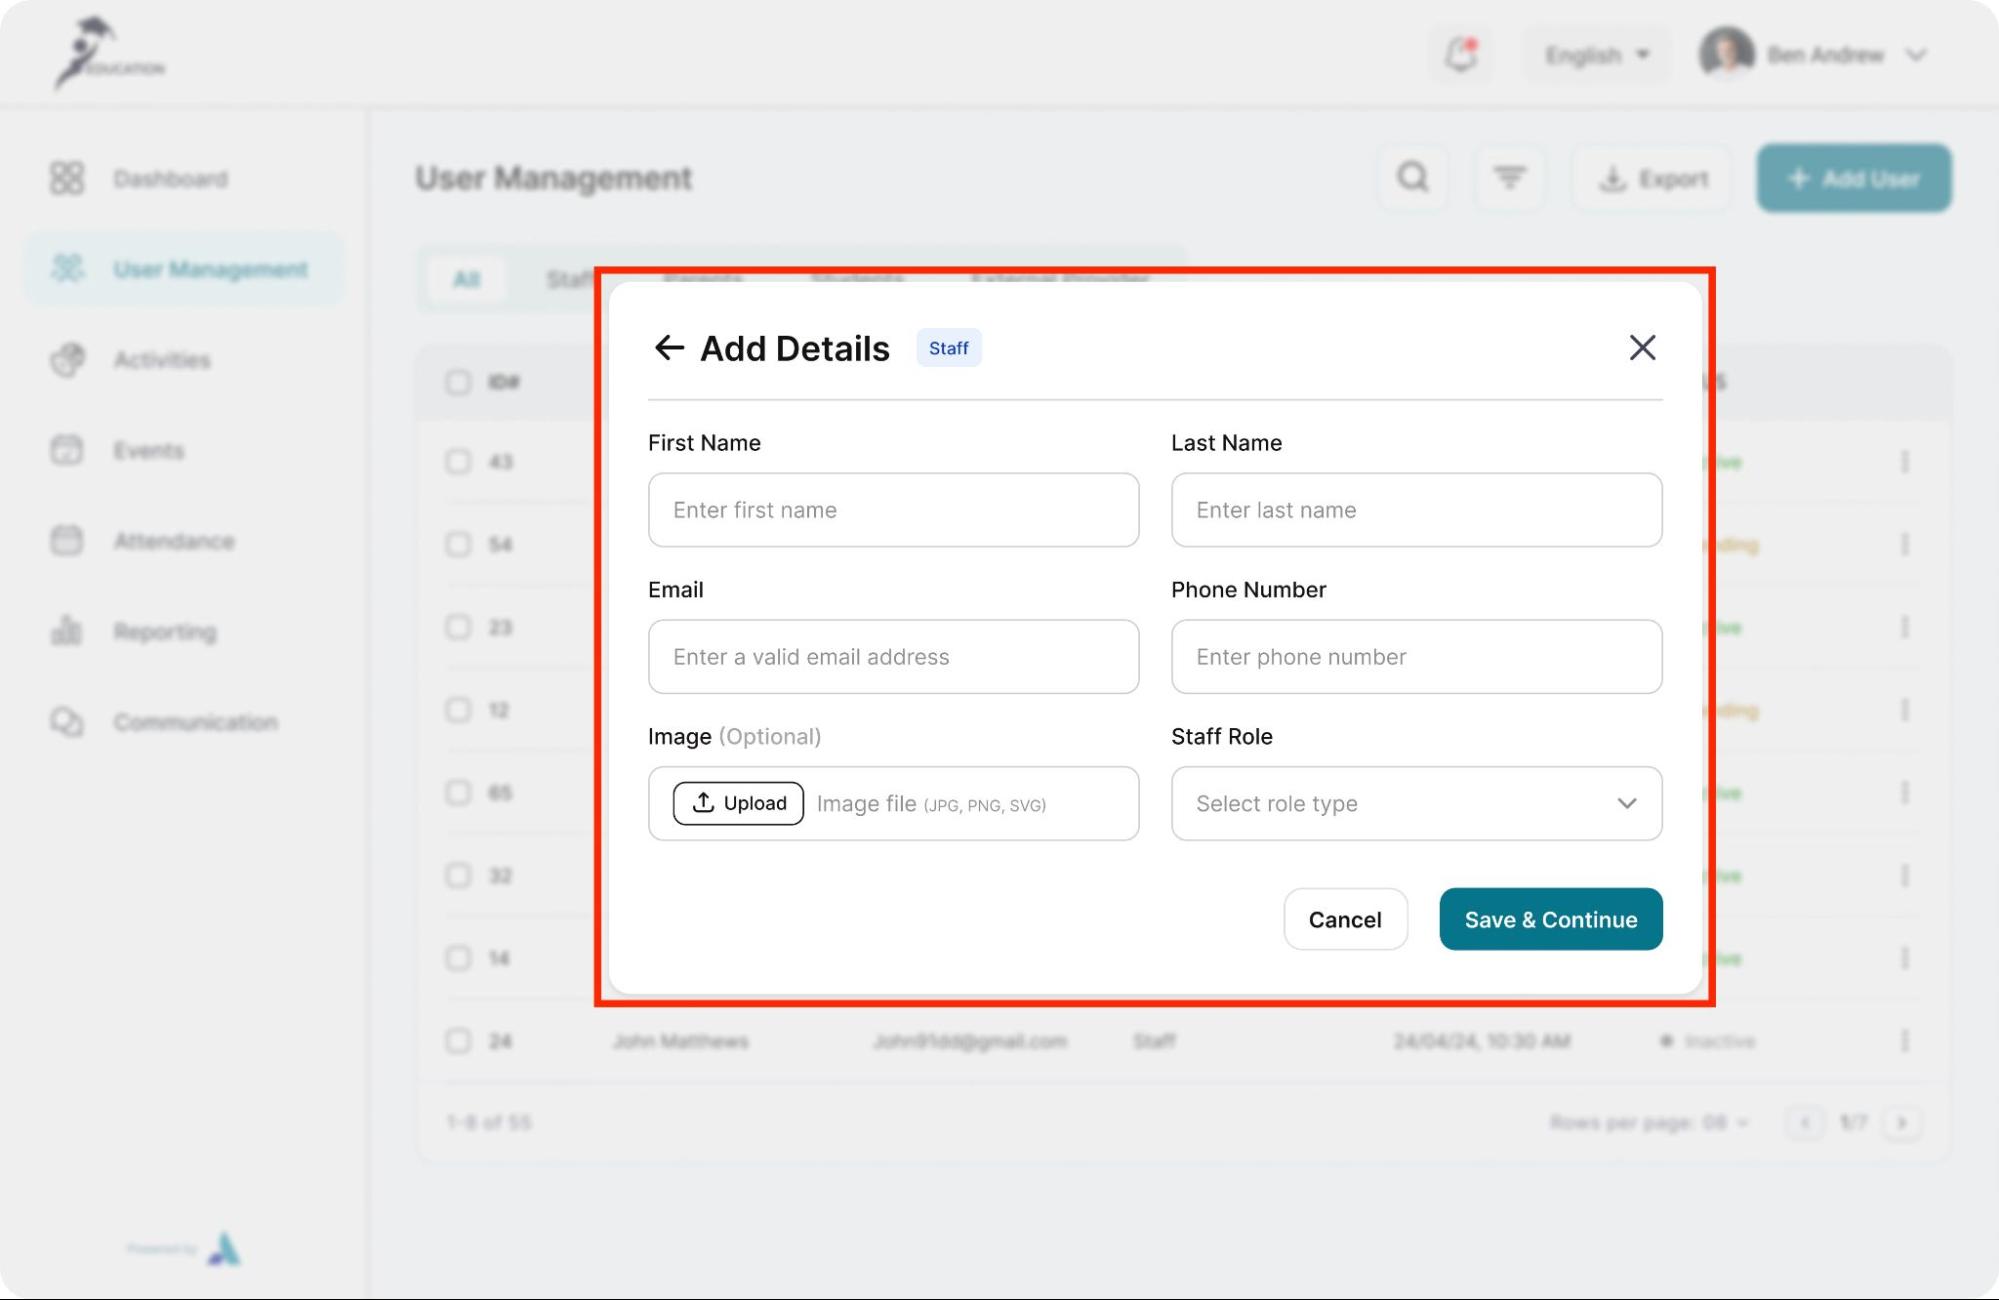 EDUCATION
English
Ben Andrew
Dashboard
User Management
Activities
Events
Attendance
Reporting
Communication
User Management
Export
+ Add User
All
Staff
Parents
Students
External Provider
Add Details
Staff
First Name
Last Name
Enter first name
Enter last name
Email
Phone Number
Enter a valid email address
Enter phone number
Image (Optional)
Staff Role
Upload
Image file (JPG, PNG, SVG)
Select role type
Cancel
Save & Continue
ID#
43
54
23
12
65
32
14
24
John Matthews
John91dd@gmail.com
Staff
24/04/24, 10:30 AM
Inactive
1-8 of 55
Rows per page: 08
1/7
Powered by